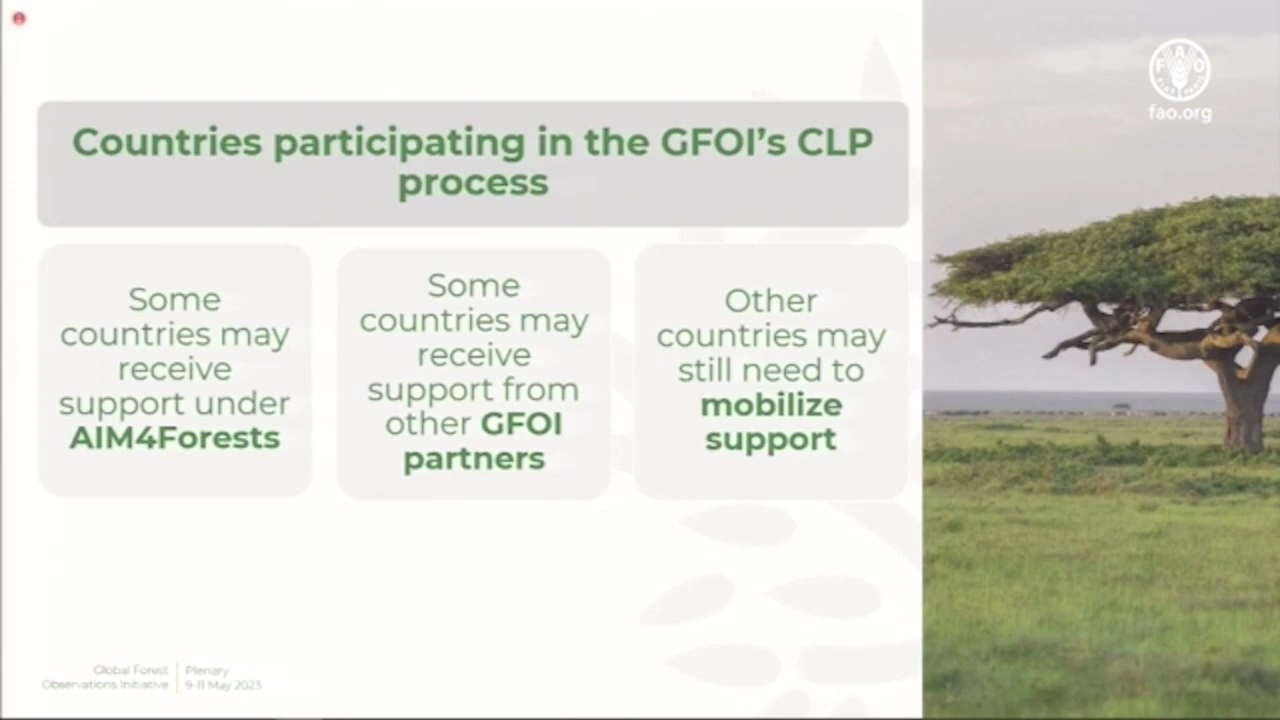 Countries participating in the GFOI's CLP
process
Some
countries may
receive
support under
AIM4Forests
Some
countries may
receive
support from
other GFOI
partners
Other
countries may
still need to
mobilize
support
FAO
fao.org
Global Forest
Observations Initiative
Plenary
9-11 May 2023